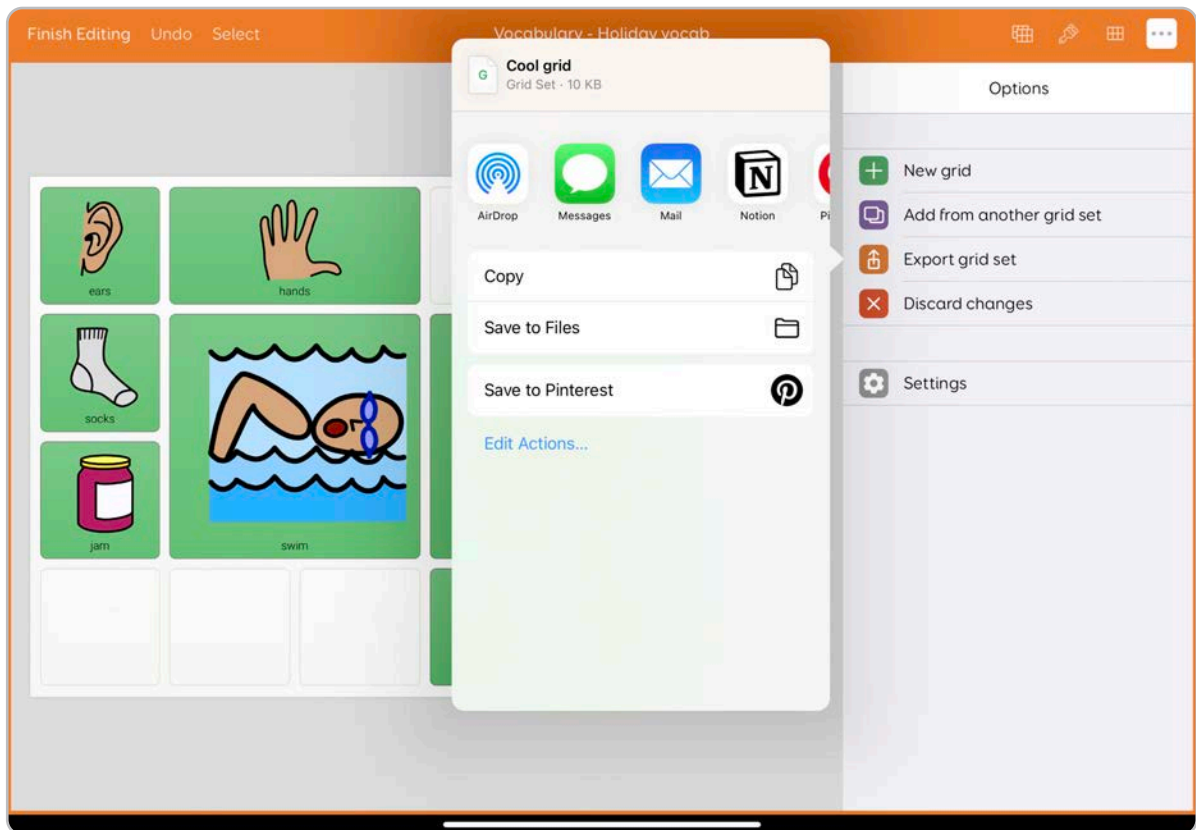 Finish Editing Undo Select
Vocabulary - Holiday vocab
Cool grid
G
Grid Set · 10 KB
AirDrop
Messages
Mail
Notion
Pi
Copy
Save to Files
Save to Pinterest
Edit Actions...
Options
New grid
Add from another grid set
Export grid set
Discard changes
Settings
ears
hands
socks
swim
jam